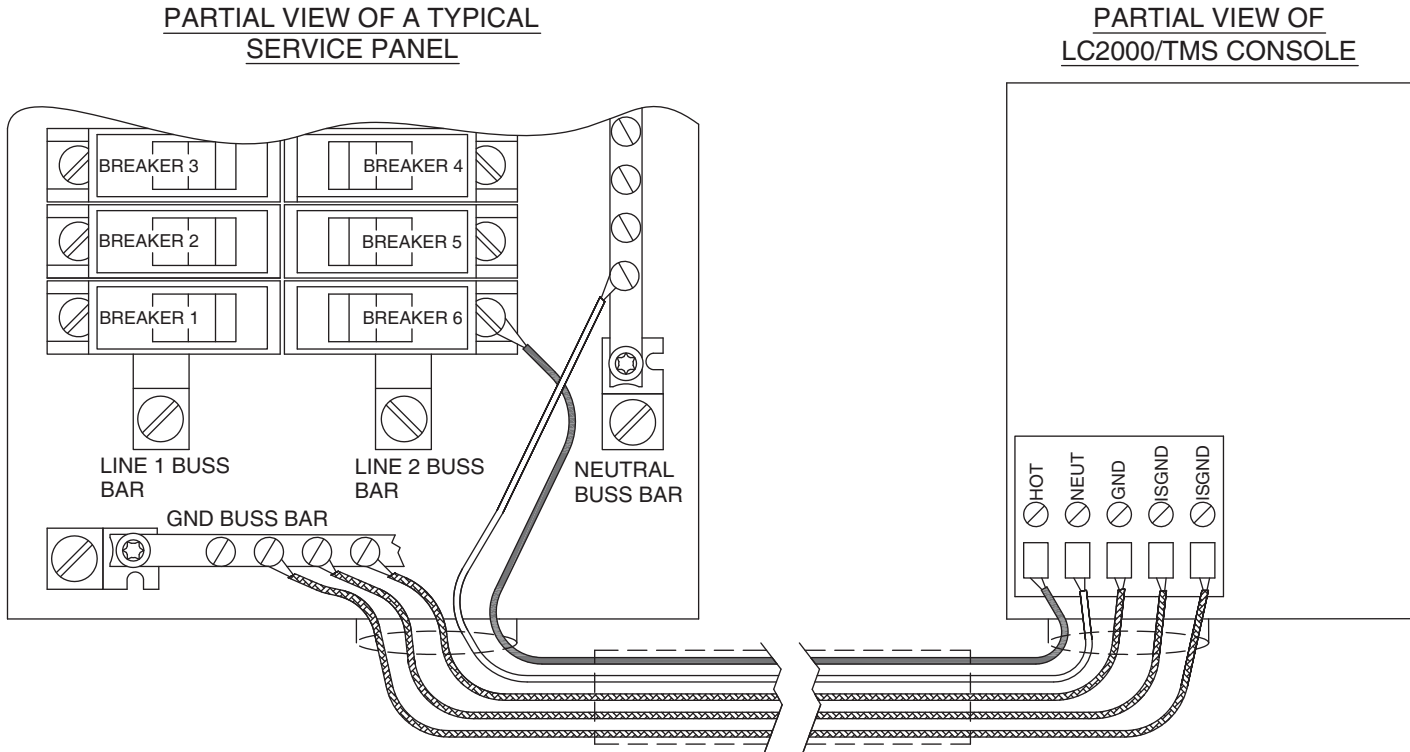 PARTIAL VIEW OF A TYPICAL
SERVICE PANEL
PARTIAL VIEW OF
LC2000/TMS CONSOLE
BREAKER 3
BREAKER 4
BREAKER 2
BREAKER 5
BREAKER 1
BREAKER 6
LINE 1 BUSS
BAR
LINE 2 BUSS
BAR
NEUTRAL
BUSS BAR
GND BUSS BAR
HOT
NEUT
GND
ISGND
ISGND